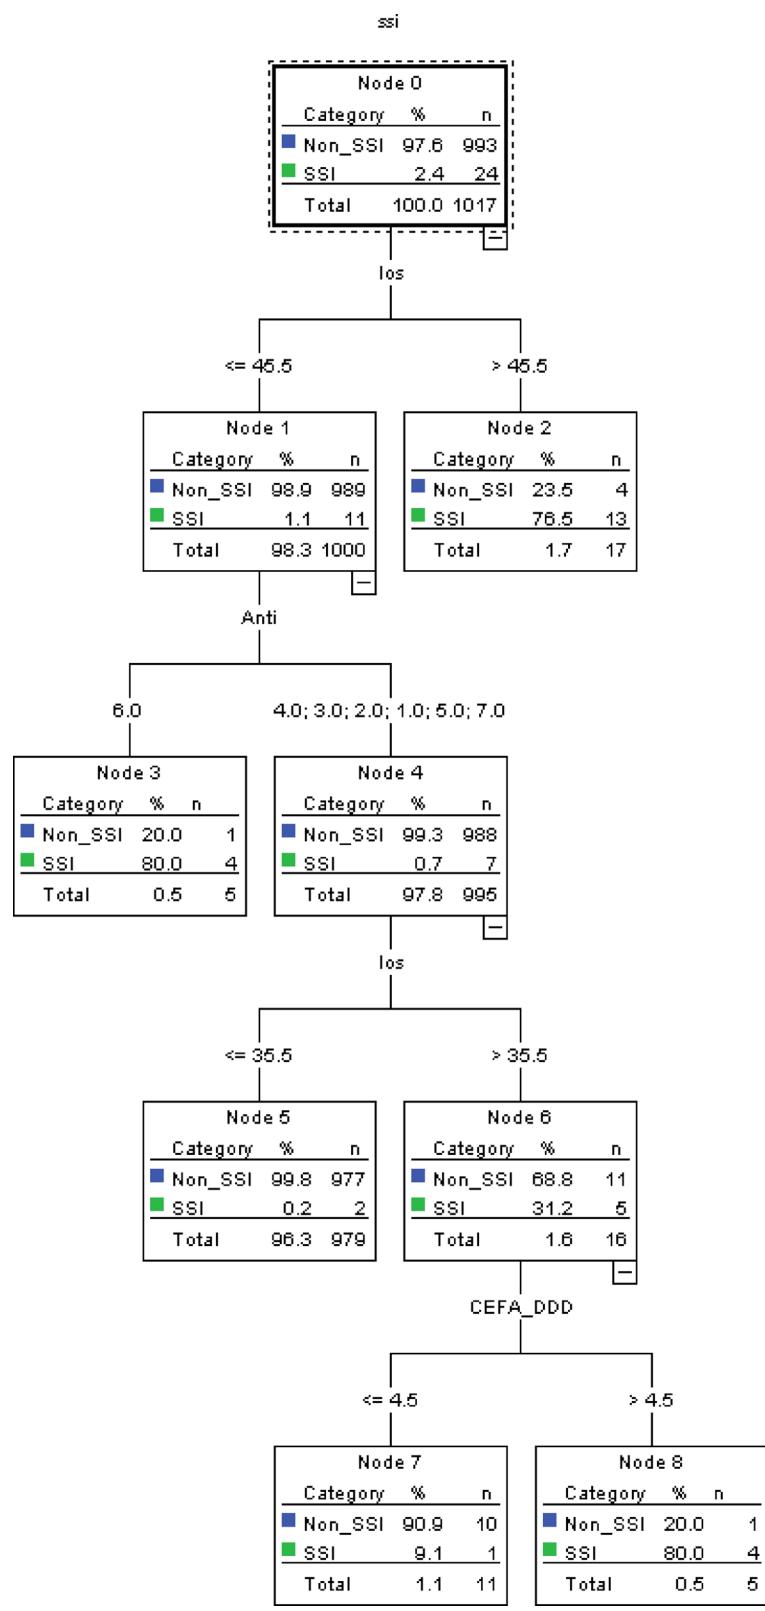 ssi
Node 0
Category % n
Non_SSI 97.6 993
SSI 2.4 24
Total 100.0 1017
los
<= 45.5 > 45.5
Node 1 Node 2
Category % n Category % n
Non_SSI 98.9 989 Non_SSI 23.5 4
SSI 1.1 11 SSI 76.5 13
Total 98.3 1000 Total 1.7 17
Anti
6.0 4.0; 3.0; 2.0; 1.0; 5.0; 7.0
Node 3 Node 4
Category % n Category % n
Non_SSI 20.0 1 Non_SSI 99.3 988
SSI 80.0 4 SSI 0.7 7
Total 0.5 5 Total 97.8 995
los
<= 35.5 > 35.5
Node 5 Node 6
Category % n Category % n
Non_SSI 99.8 977 Non_SSI 68.8 11
SSI 0.2 2 SSI 31.2 5
Total 96.3 979 Total 1.6 16
CEFA_DDD
<= 4.5 > 4.5
Node 7 Node 8
Category % n Category % n
Non_SSI 90.9 10 Non_SSI 20.0 1
SSI 9.1 1 SSI 80.0 4
Total 1.1 11 Total 0.5 5